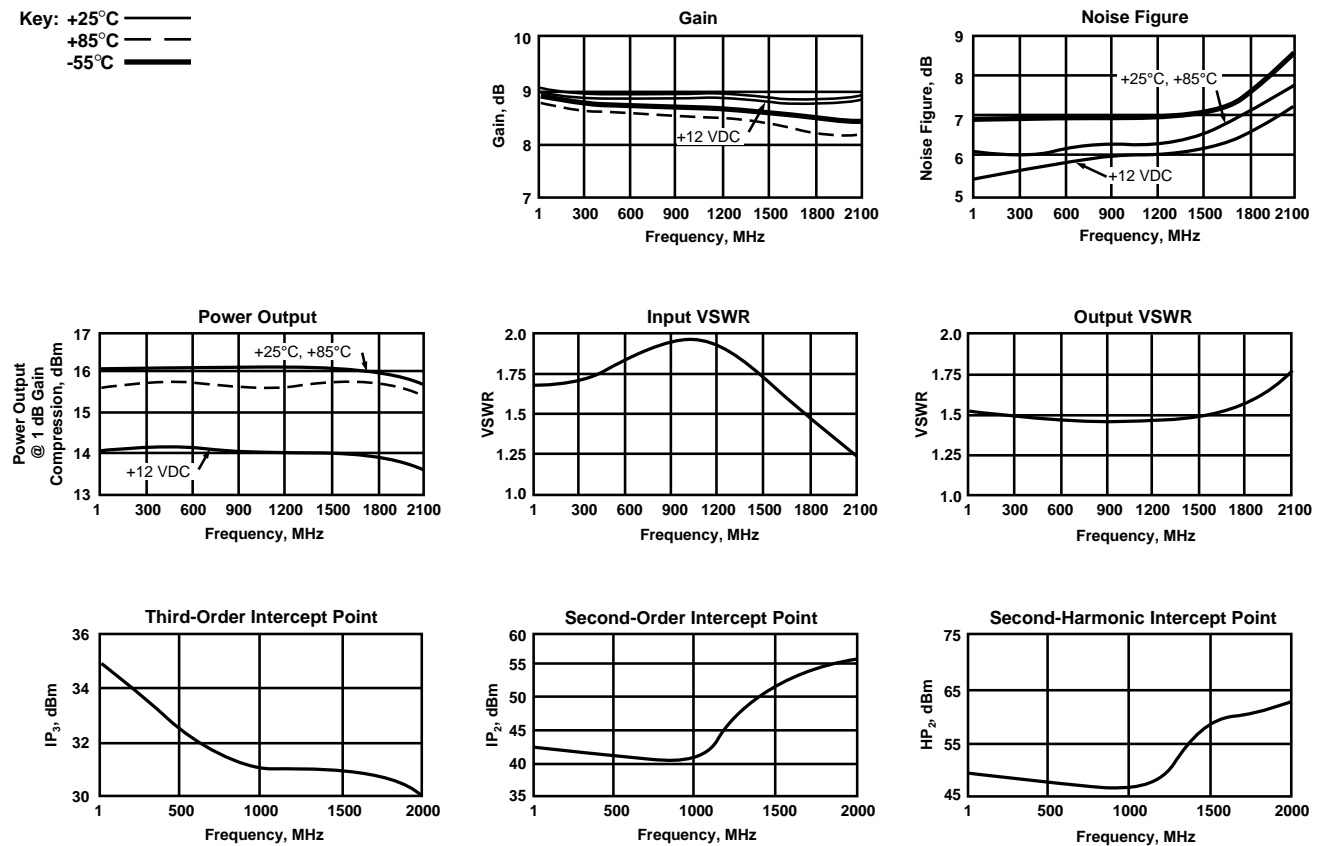 Key: +25°C
+85°C
-55°C
Gain
10
9
8
7
Gain, dB
+12 VDC
1 300 600 900 1200 1500 1800 2100
Frequency, MHz
Noise Figure
9
8
7
6
5
Noise Figure, dB
+25°C, +85°C
+12 VDC
1 300 600 900 1200 1500 1800 2100
Frequency, MHz
Power Output
17
16
15
14
13
Power Output
@ 1 dB Gain
Compression, dBm
+25°C, +85°C
+12 VDC
1 300 600 900 1200 1500 1800 2100
Frequency, MHz
Input VSWR
2.0
1.75
1.5
1.25
1.0
VSWR
1 300 600 900 1200 1500 1800 2100
Frequency, MHz
Output VSWR
2.0
1.75
1.5
1.25
1.0
VSWR
1 300 600 900 1200 1500 1800 2100
Frequency, MHz
Third-Order Intercept Point
36
34
32
30
IP3, dBm
1 500 1000 1500 2000
Frequency, MHz
Second-Order Intercept Point
60
55
50
45
40
35
IP2, dBm
1 500 1000 1500 2000
Frequency, MHz
Second-Harmonic Intercept Point
75
65
55
45
HP2, dBm
1 500 1000 1500 2000
Frequency, MHz